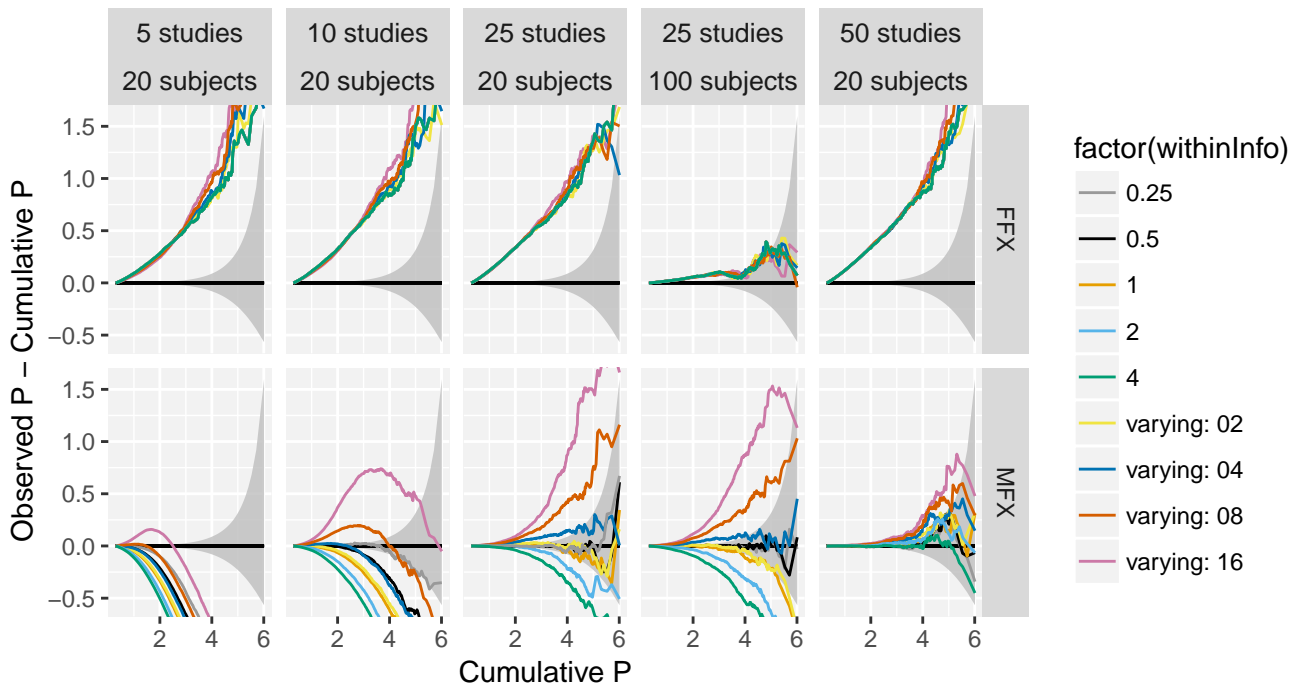 5 studies
20 subjects
10 studies
20 subjects
25 studies
20 subjects
25 studies
100 subjects
50 studies
20 subjects
Observed P − Cumulative P
1.5
1.0
0.5
0.0
−0.5
FFX
1.5
1.0
0.5
0.0
−0.5
MFX
2 4 6
2 4 6
2 4 6
2 4 6
2 4 6
Cumulative P
factor(withinInfo)
0.25
0.5
1
2
4
varying: 02
varying: 04
varying: 08
varying: 16